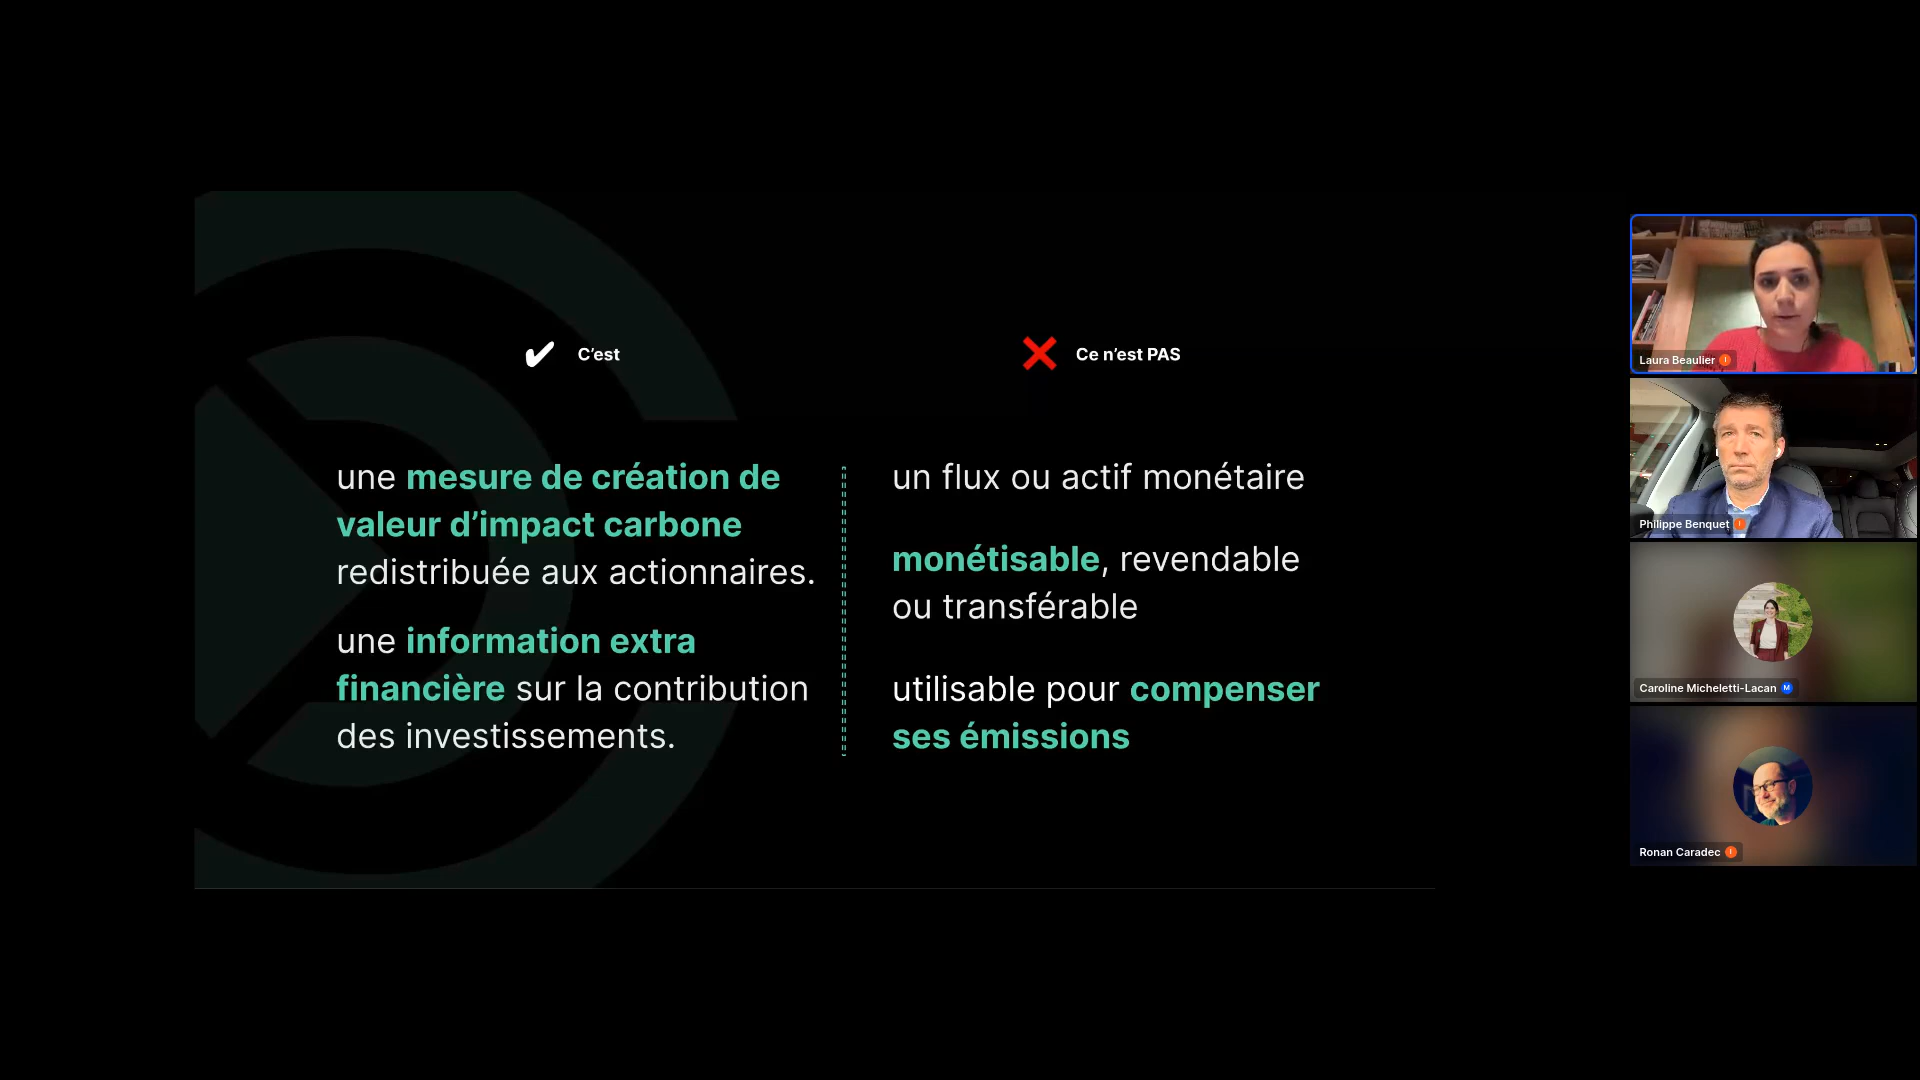 C’est
une mesure de création de
valeur d’impact carbone
redistribuée aux actionnaires.
une information extra
financière sur la contribution
des investissements.
Ce n’est PAS
un flux ou actif monétaire
monétisable, revendable
ou transférable
utilisable pour compenser
ses émissions
Laura Beaulier
Philippe Benquet
Caroline Micheletti-Lacan M
Ronan Caradec